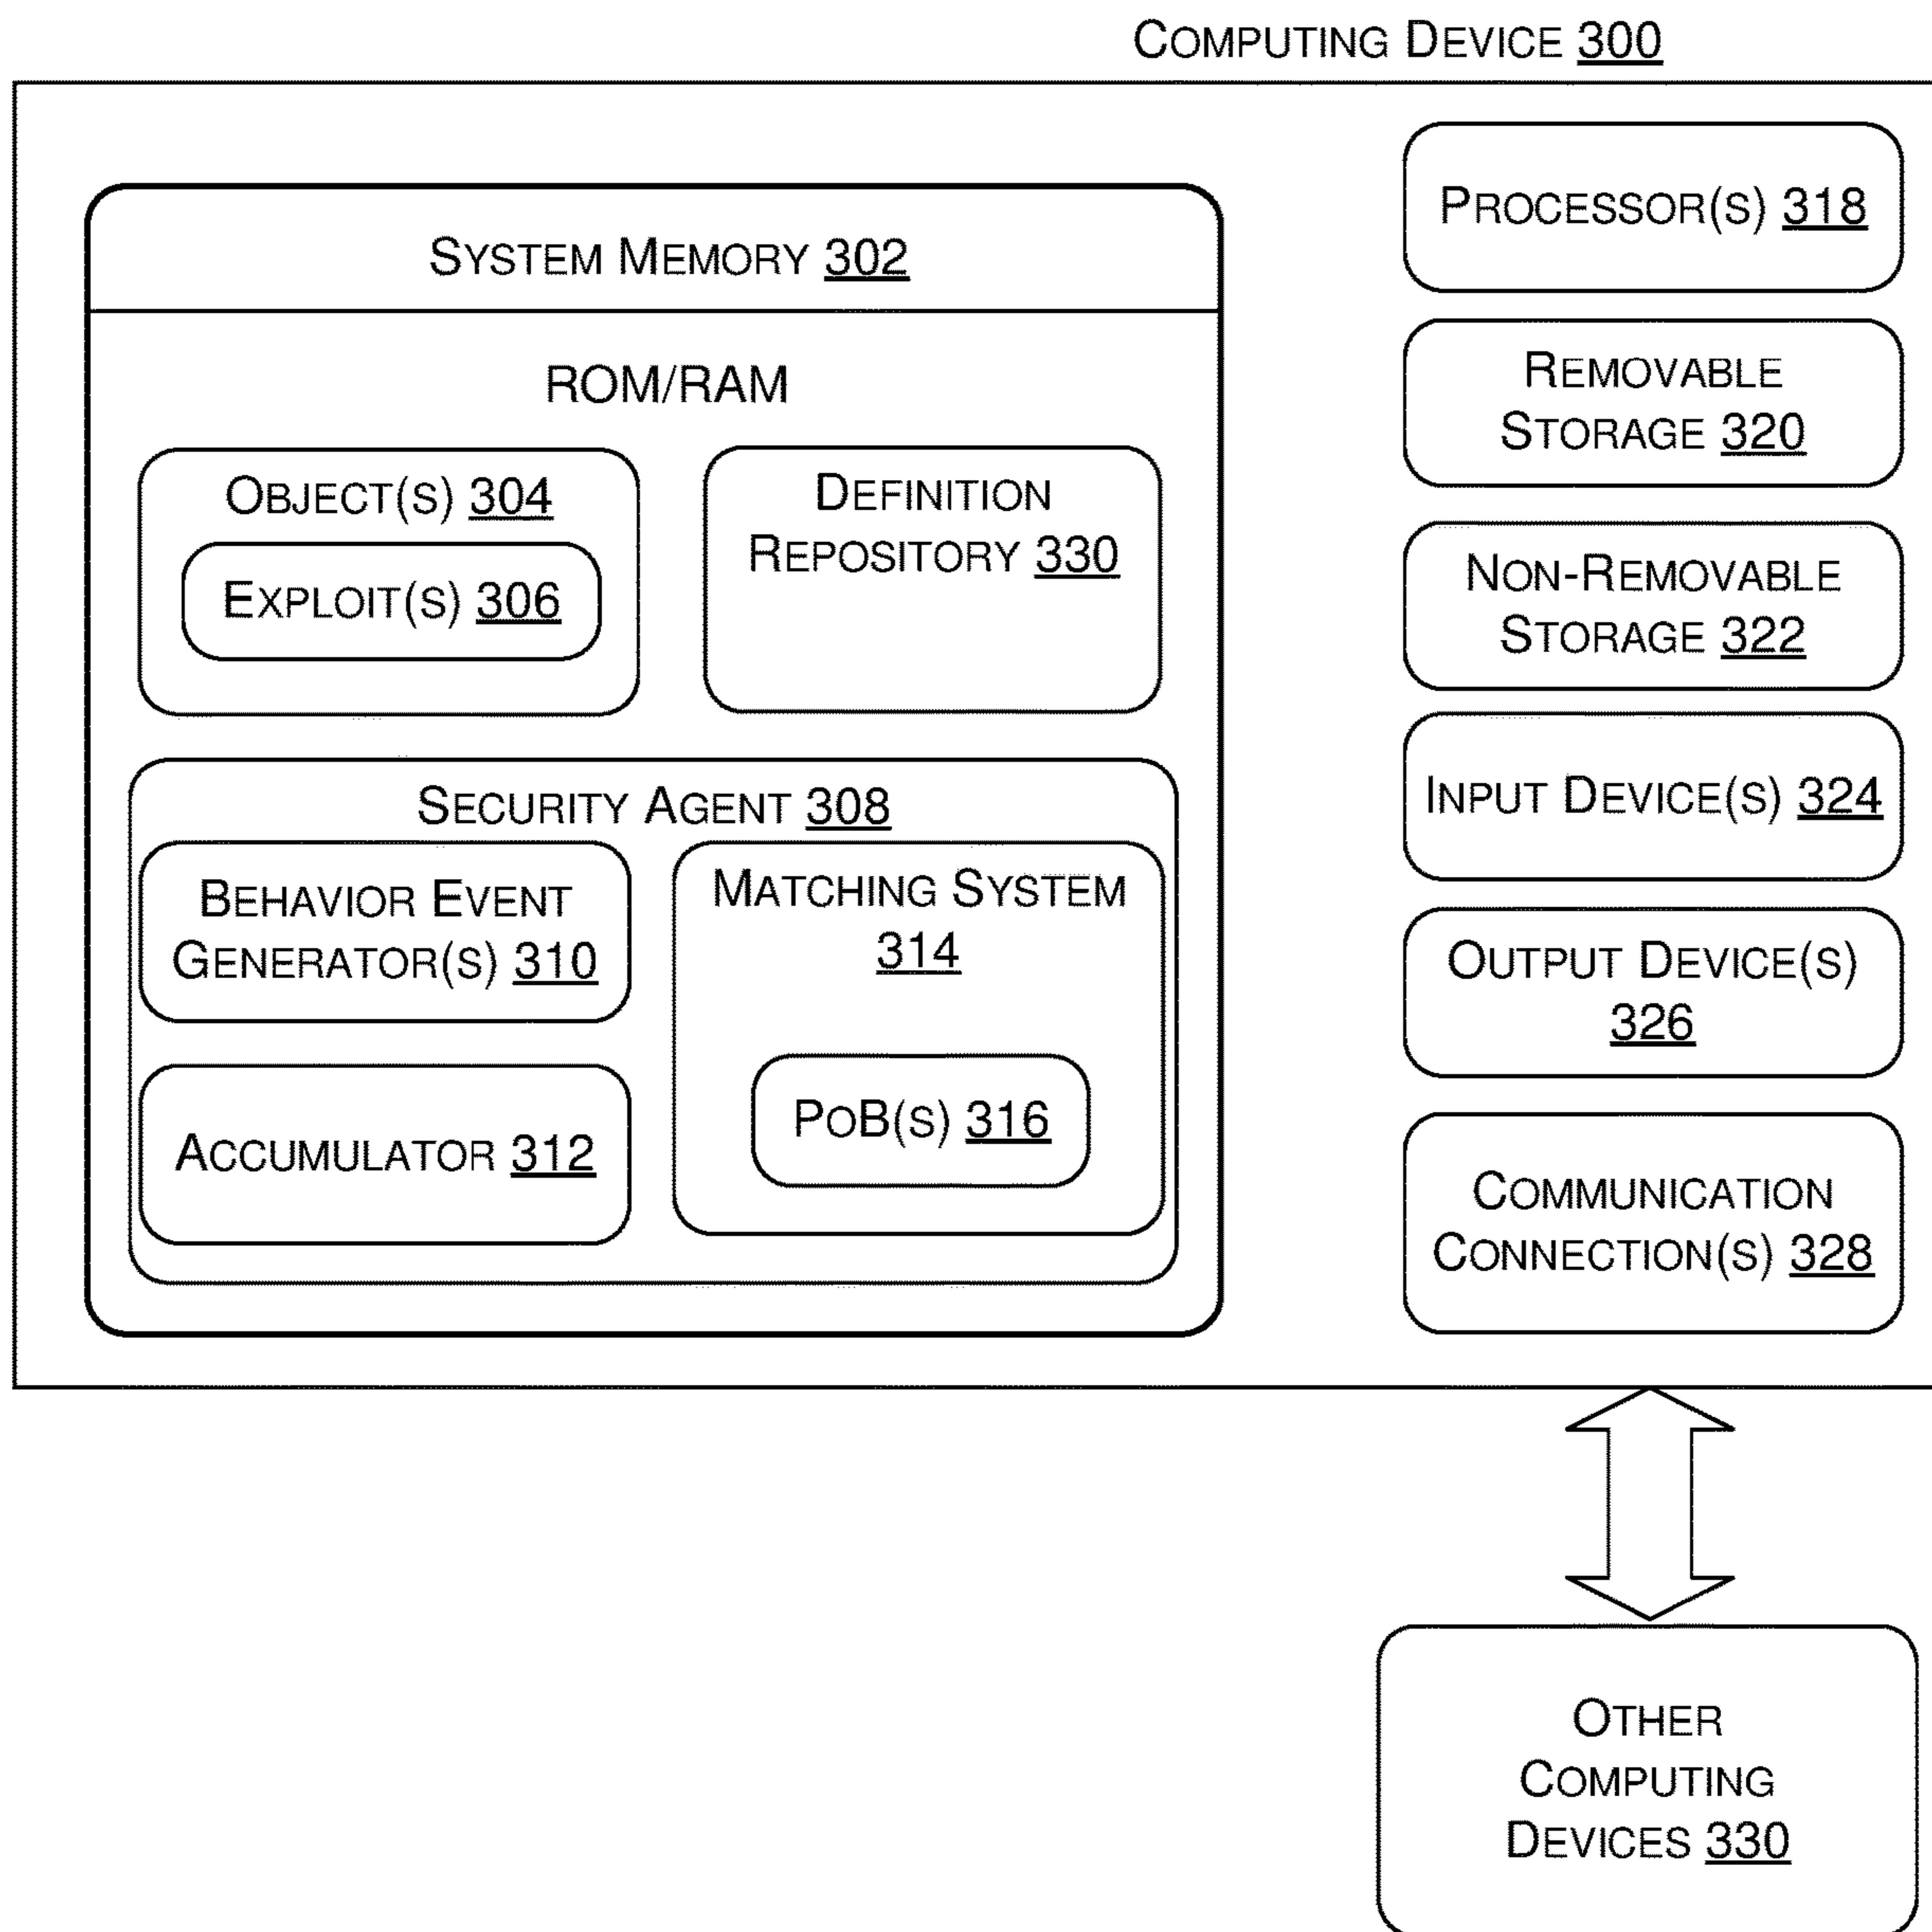 COMPUTING DEVICE 300
SYSTEM MEMORY 302
ROM/RAM
OBJECT(S) 304
EXPLOIT(S) 306
DEFINITION
REPOSITORY 330
SECURITY AGENT 308
BEHAVIOR EVENT
GENERATOR(S) 310
ACCUMULATOR 312
MATCHING SYSTEM
314
POB(S) 316
PROCESSOR(S) 318
REMOVABLE
STORAGE 320
NON-REMOVABLE
STORAGE 322
INPUT DEVICE(S) 324
OUTPUT DEVICE(S)
326
COMMUNICATION
CONNECTION(S) 328
OTHER
COMPUTING
DEVICES 330